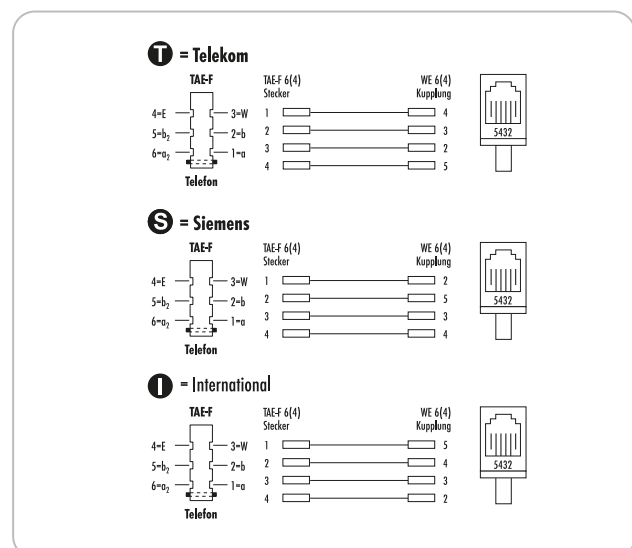 T = Telekom
TAE-F TAE-F 6(4) Stecker WE 6(4) Kupplung
4=E 3=W 1 4
5=b₂ 2=b 2 3
6=a₂ 1=a 3 2
4 5
Telefon
5432
S = Siemens
TAE-F TAE-F 6(4) Stecker WE 6(4) Kupplung
4=E 3=W 1 2
5=b₂ 2=b 2 5
6=a₂ 1=a 3 3
4 4
Telefon
5432
I = International
TAE-F TAE-F 6(4) Stecker WE 6(4) Kupplung
4=E 3=W 1 5
5=b₂ 2=b 2 4
6=a₂ 1=a 3 3
4 2
Telefon
5432